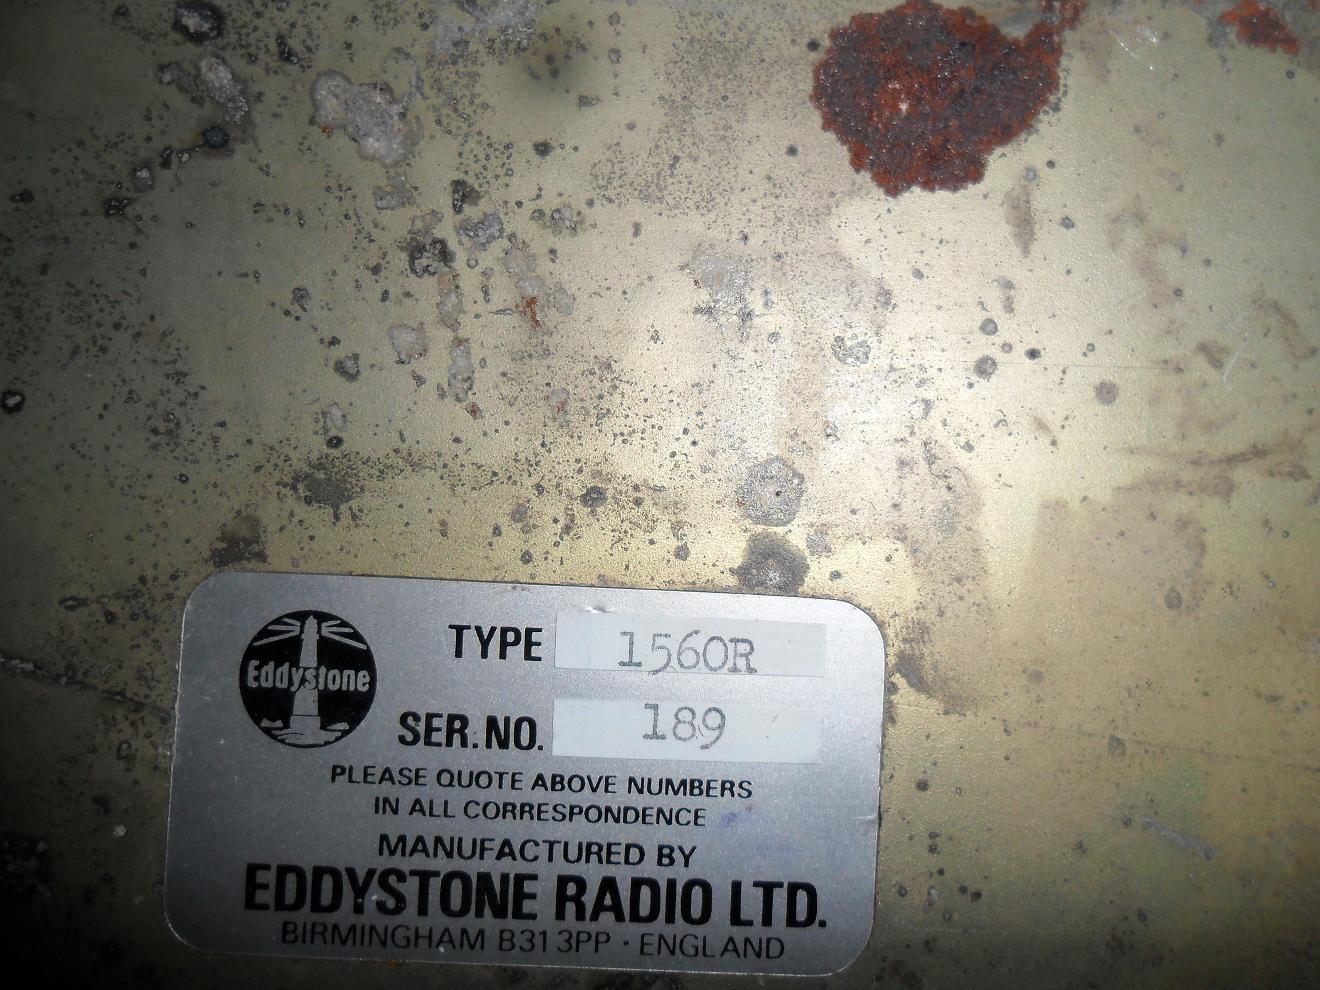 Eddystone
TYPE 1560R
SER. NO. 189
PLEASE QUOTE ABOVE NUMBERS
IN ALL CORRESPONDENCE
MANUFACTURED BY
EDDYSTONE RADIO LTD.
BIRMINGHAM B31 3PP · ENGLAND